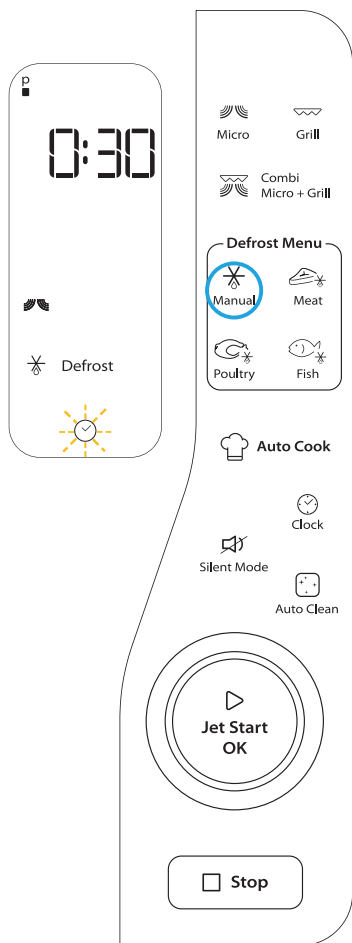 p
0:30
Defrost
Micro
Grill
Combi
Micro + Grill
Defrost Menu
Manual
Meat
Poultry
Fish
Auto Cook
Clock
Silent Mode
Auto Clean
Jet Start
OK
Stop